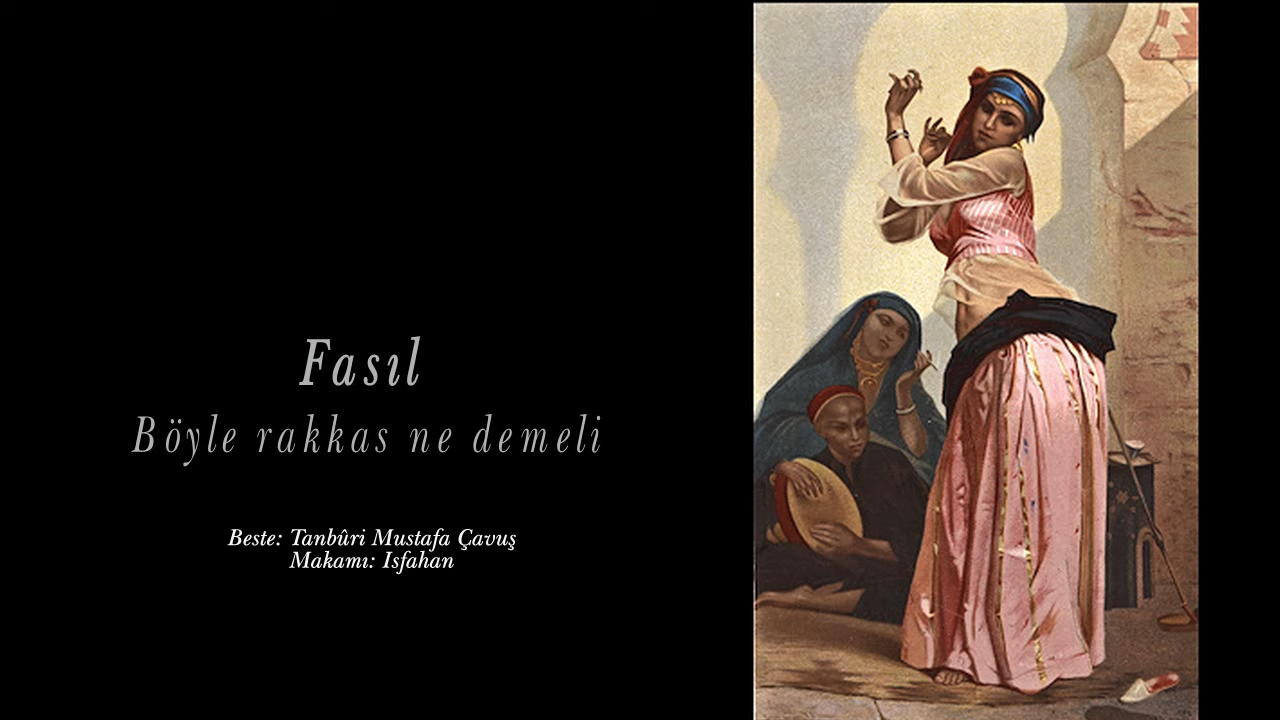 Fasıl
Böyle rakkas ne demeli
Beste: Tanbûri Mustafa Çavuş
Makamı: Isfahan